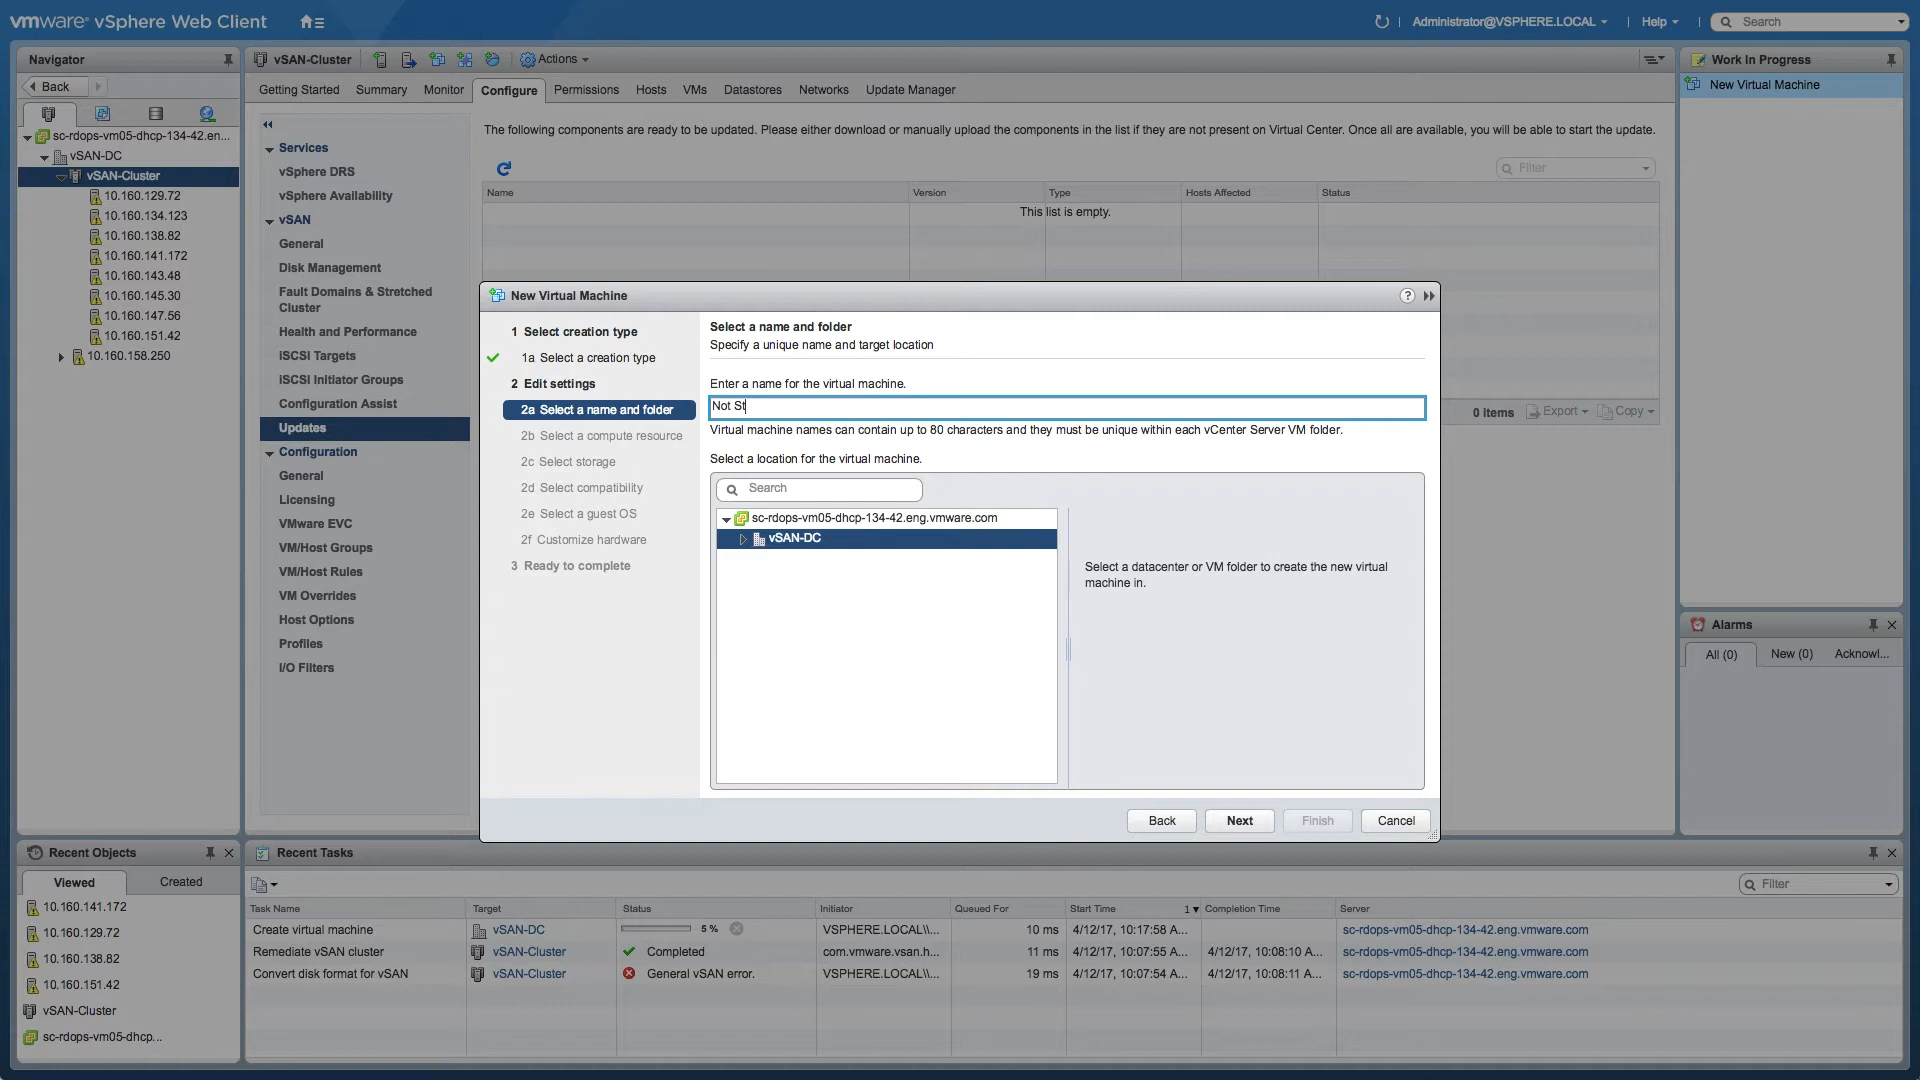 vmware® vSphere Web Client
Administrator@VSPHERE.LOCAL
Help
Search
Navigator
Back
sc-rdops-vm05-dhcp-134-42.en...
vSAN-DC
vSAN-Cluster
10.160.129.72
10.160.134.123
10.160.138.82
10.160.141.172
10.160.143.48
10.160.145.30
10.160.147.56
10.160.151.42
10.160.158.250
vSAN-Cluster
Actions
Getting Started Summary Monitor Configure Permissions Hosts VMs Datastores Networks Update Manager
Services
vSphere DRS
vSphere Availability
vSAN
General
Disk Management
Fault Domains & Stretched
Cluster
Health and Performance
iSCSI Targets
iSCSI Initiator Groups
Configuration Assist
Updates
Configuration
General
Licensing
VMware EVC
VM/Host Groups
VM/Host Rules
VM Overrides
Host Options
Profiles
I/O Filters
The following components are ready to be updated. Please either download or manually upload the components in the list if they are not present on Virtual Center. Once all are available, you will be able to start the update.
Filter
Name Version Type Hosts Affected Status
This list is empty.
0 items Export Copy
New Virtual Machine
1 Select creation type
1a Select a creation type
2 Edit settings
2a Select a name and folder
2b Select a compute resource
2c Select storage
2d Select compatibility
2e Select a guest OS
2f Customize hardware
3 Ready to complete
Select a name and folder
Specify a unique name and target location
Enter a name for the virtual machine.
Not St
Virtual machine names can contain up to 80 characters and they must be unique within each vCenter Server VM folder.
Select a location for the virtual machine.
Search
sc-rdops-vm05-dhcp-134-42.eng.vmware.com
vSAN-DC
Select a datacenter or VM folder to create the new virtual
machine in.
Back Next Finish Cancel
Work In Progress
New Virtual Machine
Alarms
All (0) New (0) Acknowl...
Recent Objects
Viewed Created
10.160.141.172
10.160.129.72
10.160.138.82
10.160.151.42
vSAN-Cluster
sc-rdops-vm05-dhcp...
Recent Tasks
Filter
Task Name Target Status Initiator Queued For Start Time 1 Completion Time Server
Create virtual machine vSAN-DC 5 % VSPHERE.LOCAL\\... 10 ms 4/12/17, 10:17:58 A... sc-rdops-vm05-dhcp-134-42.eng.vmware.com
Remediate vSAN cluster vSAN-Cluster Completed com.vmware.vsan.h... 11 ms 4/12/17, 10:07:55 A... 4/12/17, 10:08:10 A... sc-rdops-vm05-dhcp-134-42.eng.vmware.com
Convert disk format for vSAN vSAN-Cluster General vSAN error. VSPHERE.LOCAL\\... 19 ms 4/12/17, 10:07:54 A... 4/12/17, 10:08:11 A... sc-rdops-vm05-dhcp-134-42.eng.vmware.com